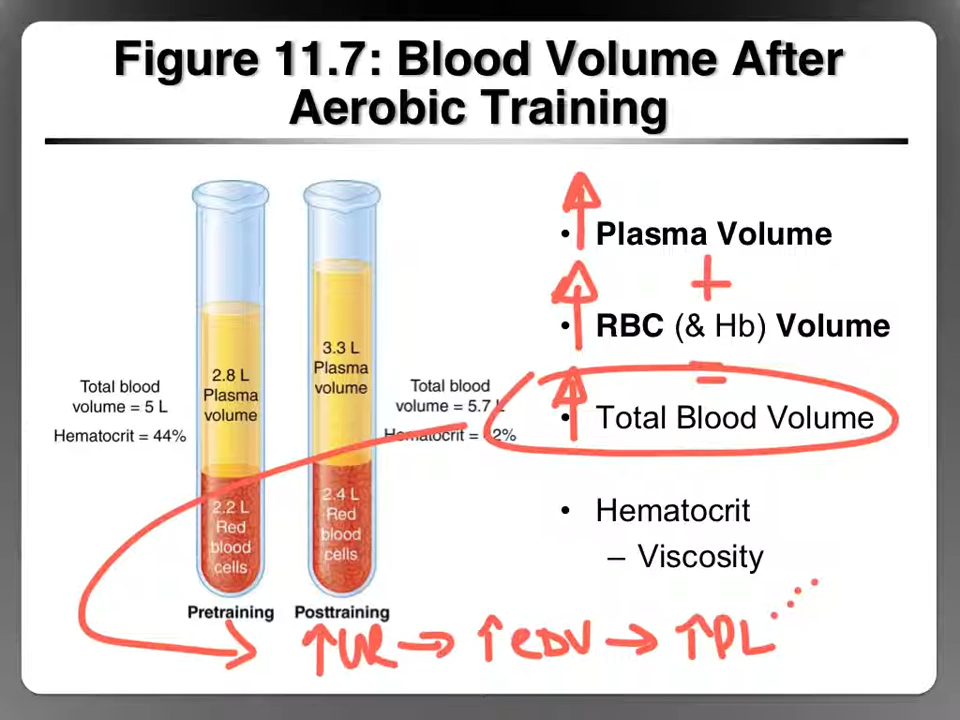 Figure 11.7: Blood Volume After
Aerobic Training
Total blood
volume = 5 L
Hematocrit = 44%
2.8 L
Plasma
volume
2.2 L
Red
blood
cells
Pretraining
3.3 L
Plasma
volume
2.4 L
Red
blood
cells
Posttraining
Total blood
volume = 5.7 L
Hematocrit = 42%
↑
• Plasma Volume
+
↑
• RBC (& Hb) Volume
=
↑
• Total Blood Volume
• Hematocrit
– Viscosity
↑VR → ↑EDV → ↑PL ...